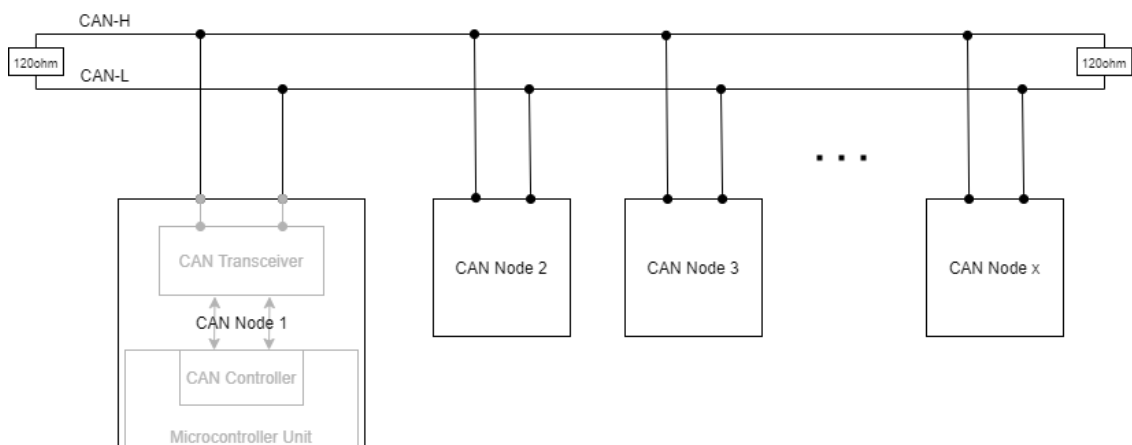 CAN-H
120ohm
120ohm
CAN-L
. . .
CAN Transceiver
CAN Node 2
CAN Node 3
CAN Node x
CAN Node 1
CAN Controller
Microcontroller Unit